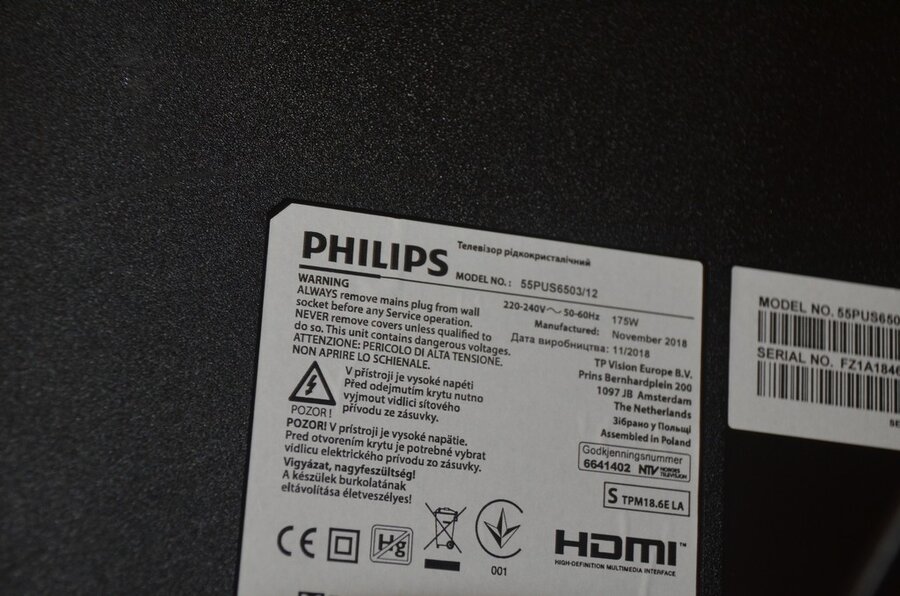 PHILIPS
Телевізор рідкокристалічний
MODEL NO.: 55PUS6503/12
WARNING
ALWAYS remove mains plug from wall
socket before any Service operation.
NEVER remove covers unless qualified to
do so. This unit contains dangerous voltages.
ATTENZIONE: PERICOLO DI ALTA TENSIONE.
NON APRIRE LO SCHIENALE.
220-240V~ 50-60Hz 175W
Manufactured: November 2018
Дата виробництва: 11/2018
TP Vision Europe B.V.
Prins Bernhardplein 200
1097 JB Amsterdam
The Netherlands
Зібрано у Польщі
Assembled in Poland
POZOR!
V přístroji je vysoké napětí
Před odejmutím krytu nutno
vyjmout vidlici síťového
přívodu ze zásuvky.
POZOR! V prístroji je vysoké napätie.
Pred otvorením krytu je potrebné vybrat
vidlicu elektrického prívodu zo zásuvky.
Vigyázat, nagyfeszültség!
A készülek burkolatának
eltávolítása életveszélyes!
Godkjenningsnummer
6641402 NTV NORGES TELEVISJON
S TPM18.6E LA
CE
Hg
001
HDMI™
HIGH-DEFINITION MULTIMEDIA INTERFACE
MODEL NO. 55PUS650
SERIAL NO. FZ1A1846
SE